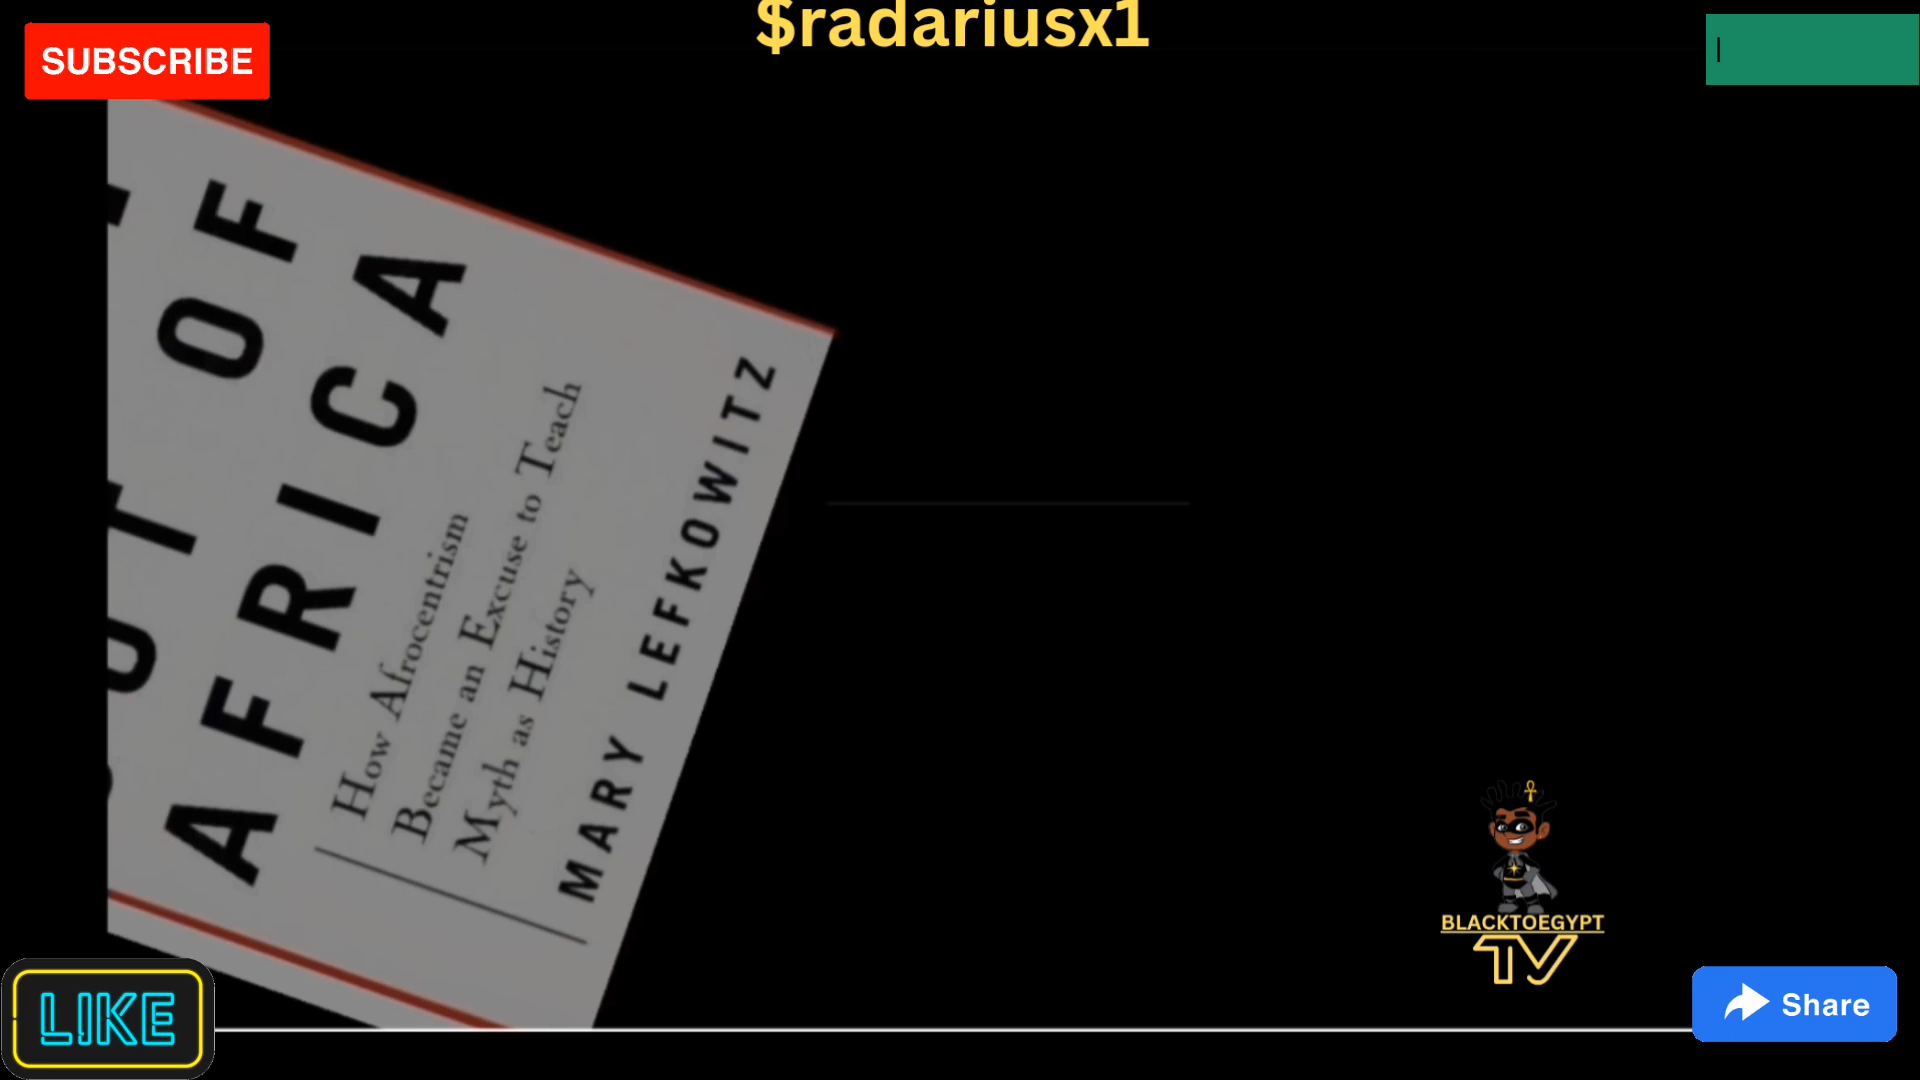 $radariusx1
SUBSCRIBE
OF
AFRICA
How Afrocentrism
Became an Excuse to Teach
Myth as History
MARY LEFKOWITZ
BLACKTOEGYPT
TV
LIKE
Share